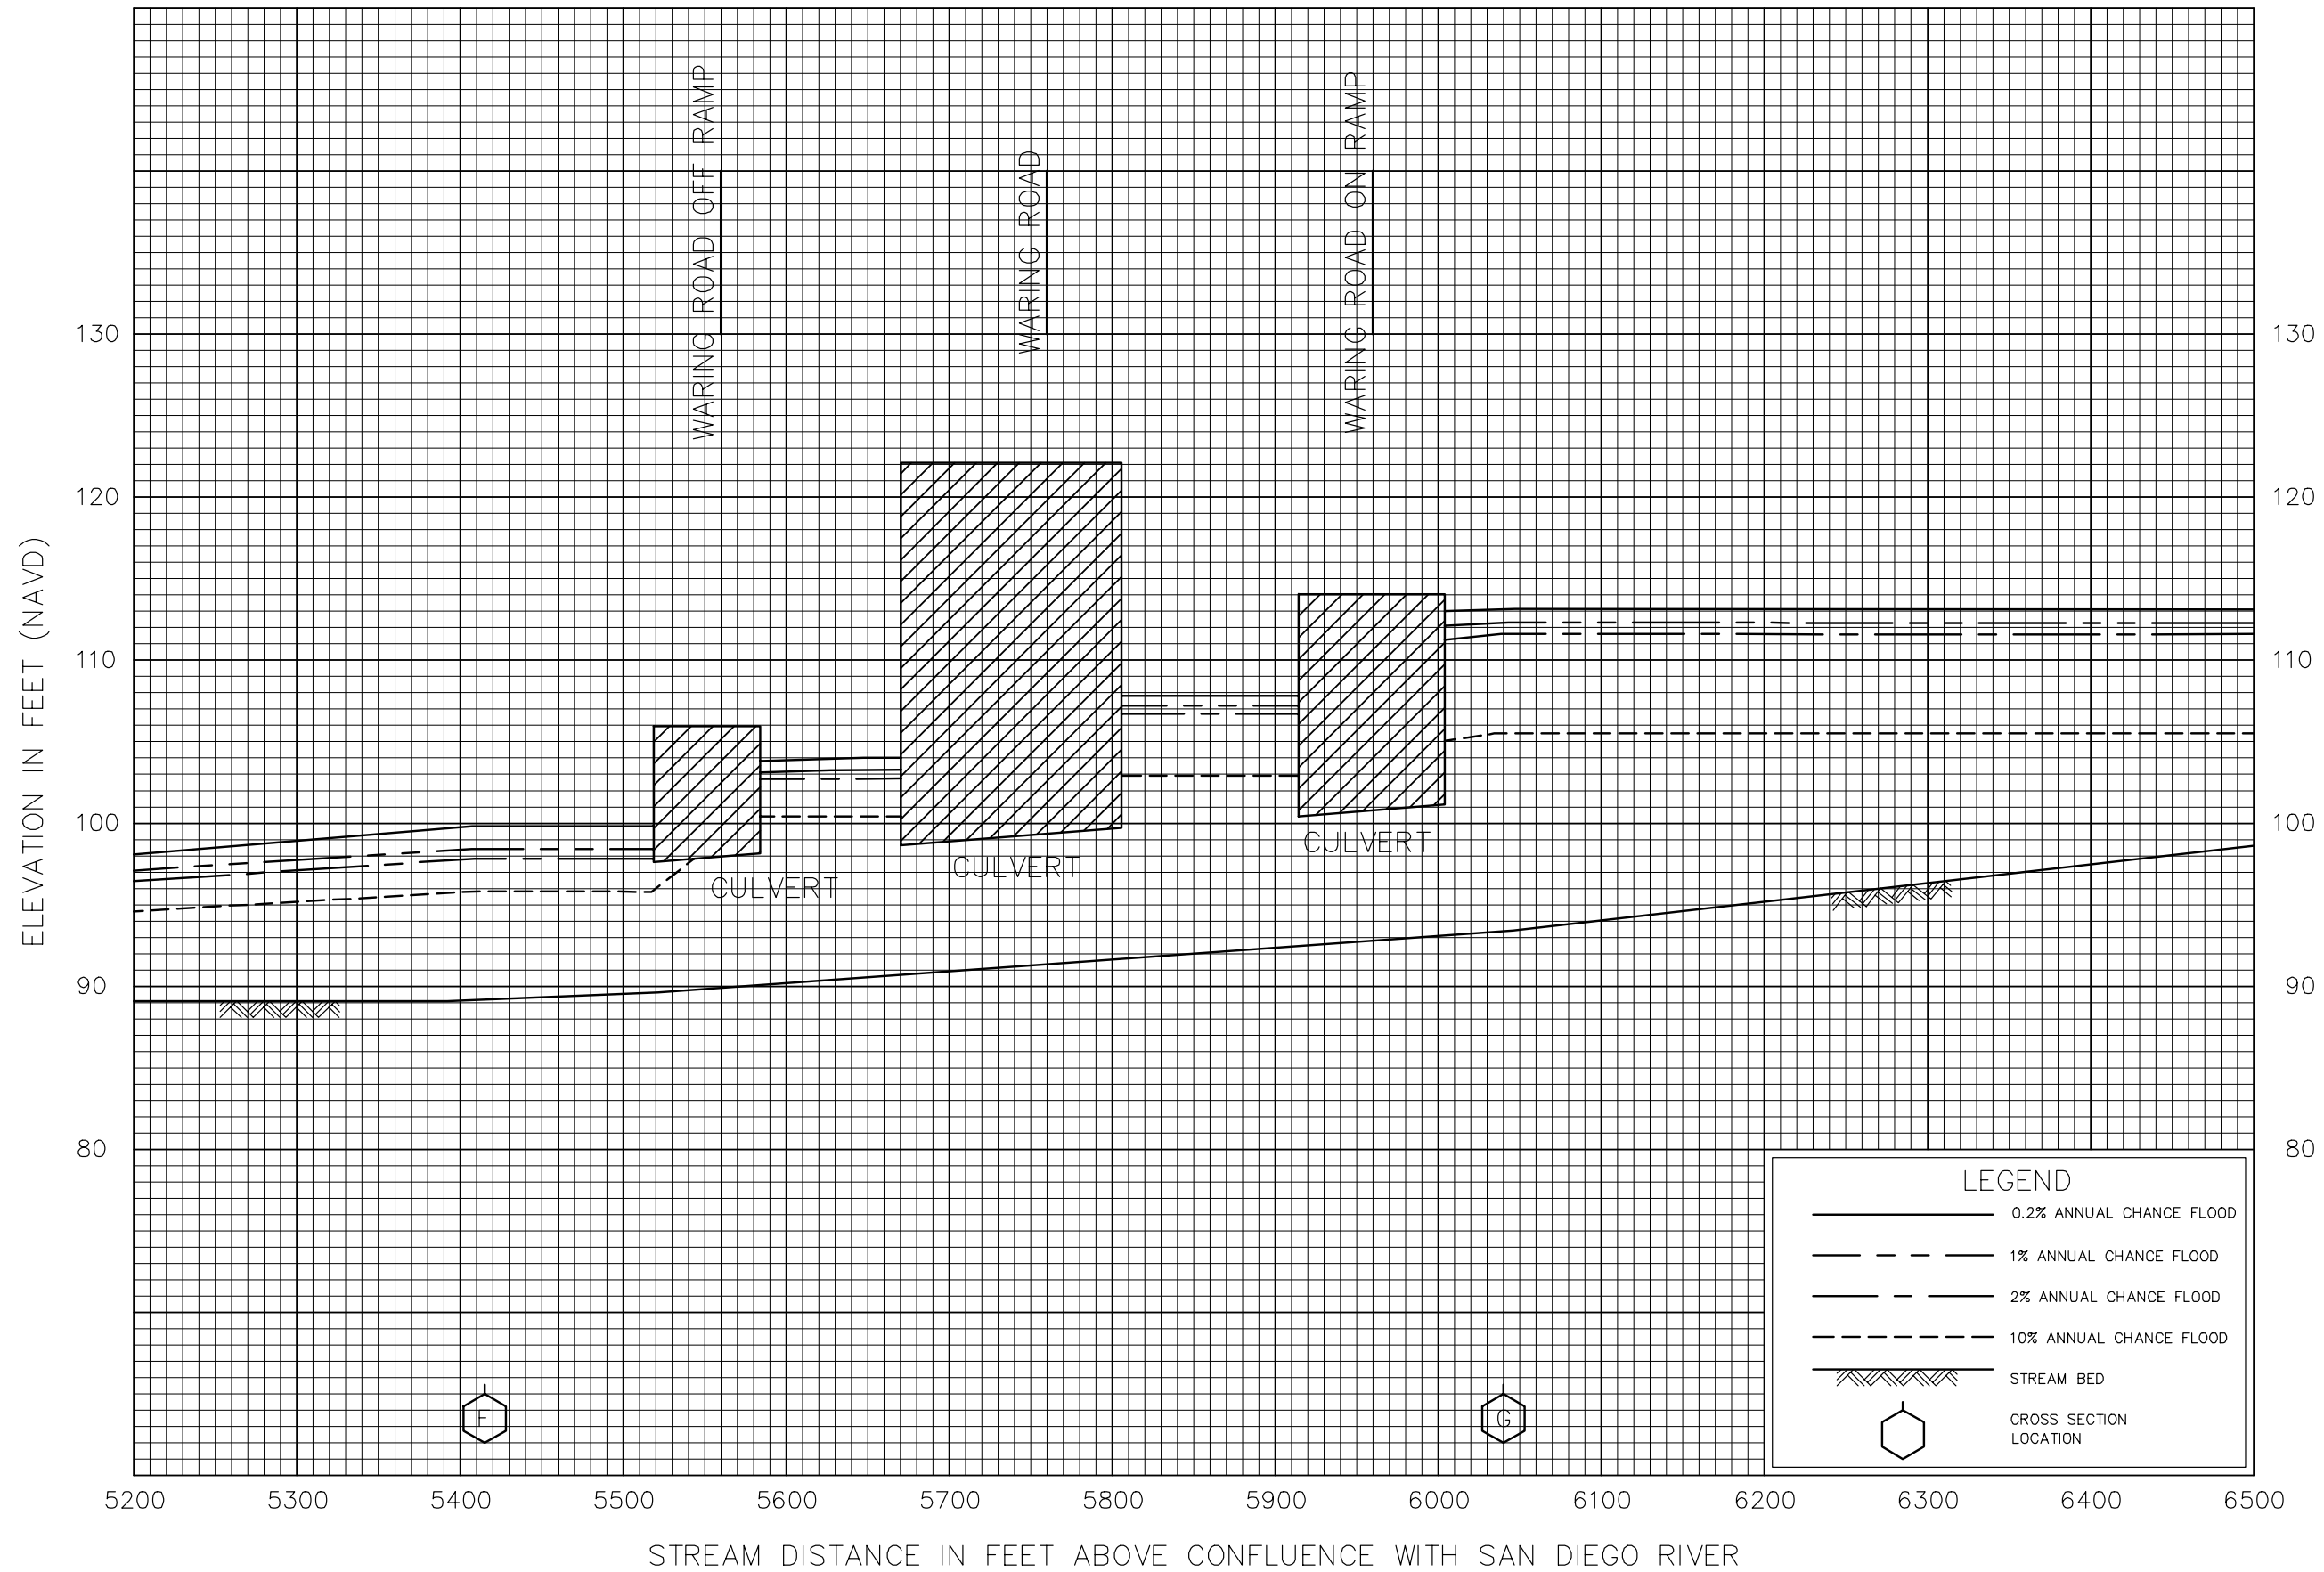 WARING ROAD OFF RAMP
WARING ROAD
WARING ROAD ON RAMP
ELEVATION IN FEET (NAVD)
130
130
120
120
110
110
100
100
90
90
80
80
CULVERT
CULVERT
CULVERT
F
G
LEGEND
0.2% ANNUAL CHANCE FLOOD
1% ANNUAL CHANCE FLOOD
2% ANNUAL CHANCE FLOOD
10% ANNUAL CHANCE FLOOD
STREAM BED
CROSS SECTION
LOCATION
5200 5300 5400 5500 5600 5700 5800 5900 6000 6100 6200 6300 6400 6500
STREAM DISTANCE IN FEET ABOVE CONFLUENCE WITH SAN DIEGO RIVER